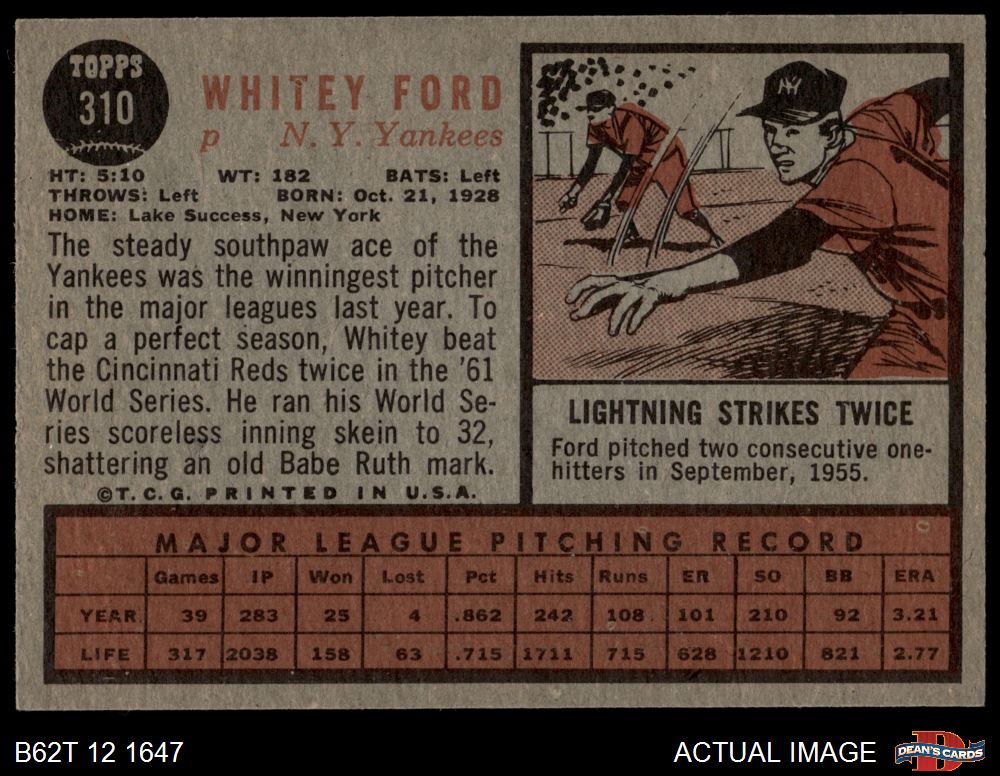 TOPPS
310
WHITEY FORD
p N. Y. Yankees
HT: 5:10 WT: 182 BATS: Left
THROWS: Left BORN: Oct. 21, 1928
HOME: Lake Success, New York
The steady southpaw ace of the
Yankees was the winningest pitcher
in the major leagues last year. To
cap a perfect season, Whitey beat
the Cincinnati Reds twice in the '61
World Series. He ran his World Se-
ries scoreless inning skein to 32,
shattering an old Babe Ruth mark.
©T. C. G. PRINTED IN U.S.A.
NY
LIGHTNING STRIKES TWICE
Ford pitched two consecutive one-
hitters in September, 1955.
MAJOR LEAGUE PITCHING RECORD
Games IP Won Lost Pct Hits Runs ER SO BB ERA
YEAR 39 283 25 4 .862 242 108 101 210 92 3.21
LIFE 317 2038 158 63 .715 1711 715 628 1210 821 2.77
B62T 12 1647
ACTUAL IMAGE
D
DEAN'S CARDS